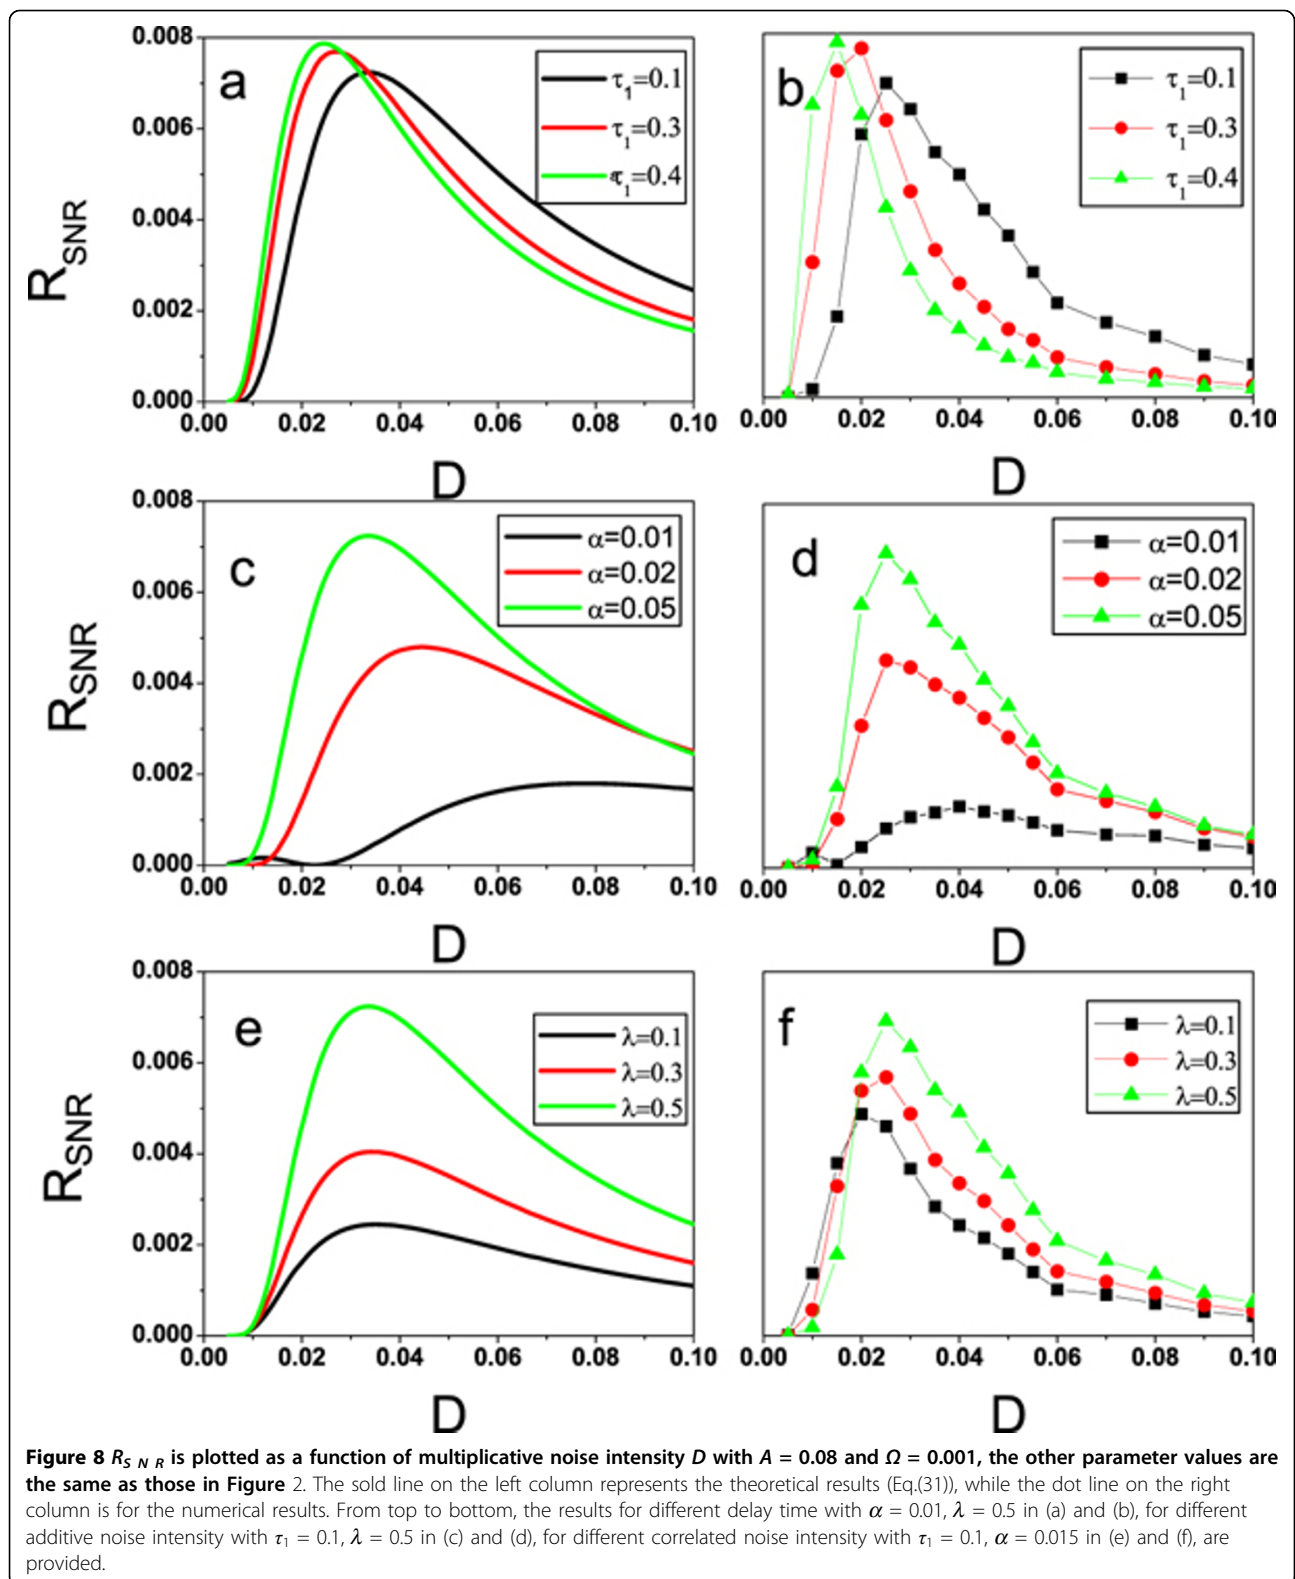 0.008
0.006
0.004
0.002
0.000
R_SNR
a
τ₁=0.1
τ₁=0.3
τ₁=0.4
0.00 0.02 0.04 0.06 0.08 0.10
D
b
τ₁=0.1
τ₁=0.3
τ₁=0.4
0.00 0.02 0.04 0.06 0.08 0.10
D
0.008
0.006
0.004
0.002
0.000
R_SNR
c
α=0.01
α=0.02
α=0.05
0.00 0.02 0.04 0.06 0.08 0.10
D
d
α=0.01
α=0.02
α=0.05
0.00 0.02 0.04 0.06 0.08 0.10
D
0.008
0.006
0.004
0.002
0.000
R_SNR
e
λ=0.1
λ=0.3
λ=0.5
0.00 0.02 0.04 0.06 0.08 0.10
D
f
λ=0.1
λ=0.3
λ=0.5
0.00 0.02 0.04 0.06 0.08 0.10
D
Figure 8 R_S N R is plotted as a function of multiplicative noise intensity D with A = 0.08 and Ω = 0.001, the other parameter values are
the same as those in Figure 2. The sold line on the left column represents the theoretical results (Eq.(31)), while the dot line on the right
column is for the numerical results. From top to bottom, the results for different delay time with α = 0.01, λ = 0.5 in (a) and (b), for different
additive noise intensity with τ₁ = 0.1, λ = 0.5 in (c) and (d), for different correlated noise intensity with τ₁ = 0.1, α = 0.015 in (e) and (f), are
provided.